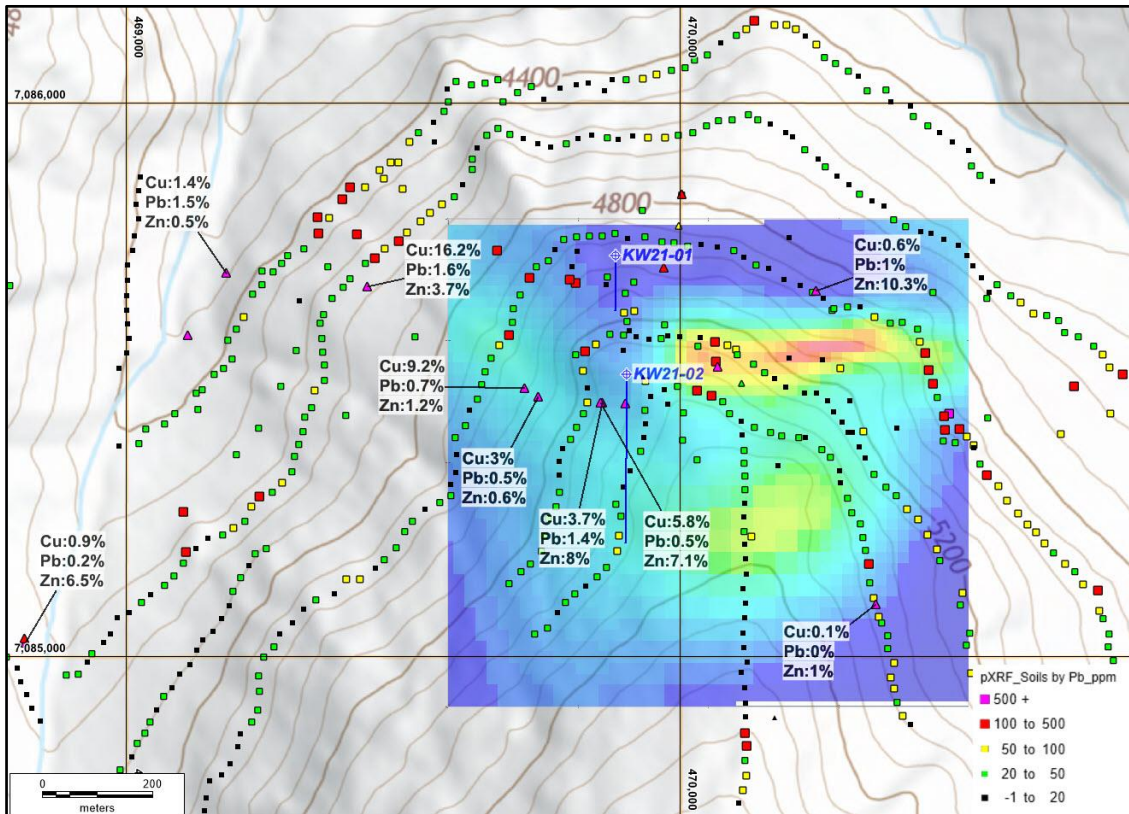 469,000
470,000
4400
7,086,000
4800
Cu:1.4%
Pb:1.5%
Zn:0.5%
Cu:16.2%
Pb:1.6%
Zn:3.7%
KW21-01
Cu:0.6%
Pb:1%
Zn:10.3%
Cu:9.2%
Pb:0.7%
Zn:1.2%
KW21-02
Cu:3%
Pb:0.5%
Zn:0.6%
Cu:3.7%
Pb:1.4%
Zn:8%
Cu:5.8%
Pb:0.5%
Zn:7.1%
5200
Cu:0.9%
Pb:0.2%
Zn:6.5%
Cu:0.1%
Pb:0%
Zn:1%
7,085,000
pXRF_Soils by Pb_ppm
500 +
100 to 500
50 to 100
20 to 50
-1 to 20
0 200
meters
470,000